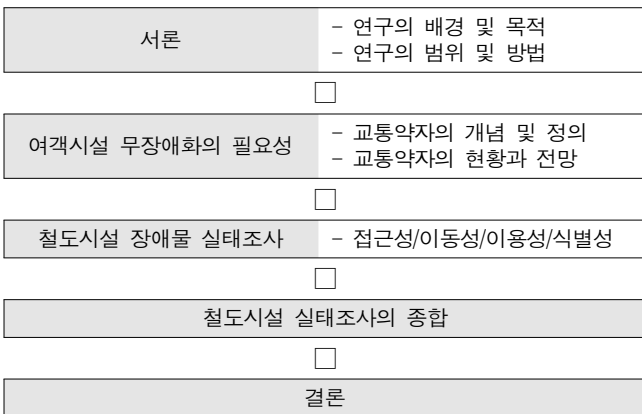 서론
- 연구의 배경 및 목적
- 연구의 범위 및 방법
여객시설 무장애화의 필요성
- 교통약자의 개념 및 정의
- 교통약자의 현황과 전망
철도시설 장애물 실태조사
- 접근성/이동성/이용성/식별성
철도시설 실태조사의 종합
결론